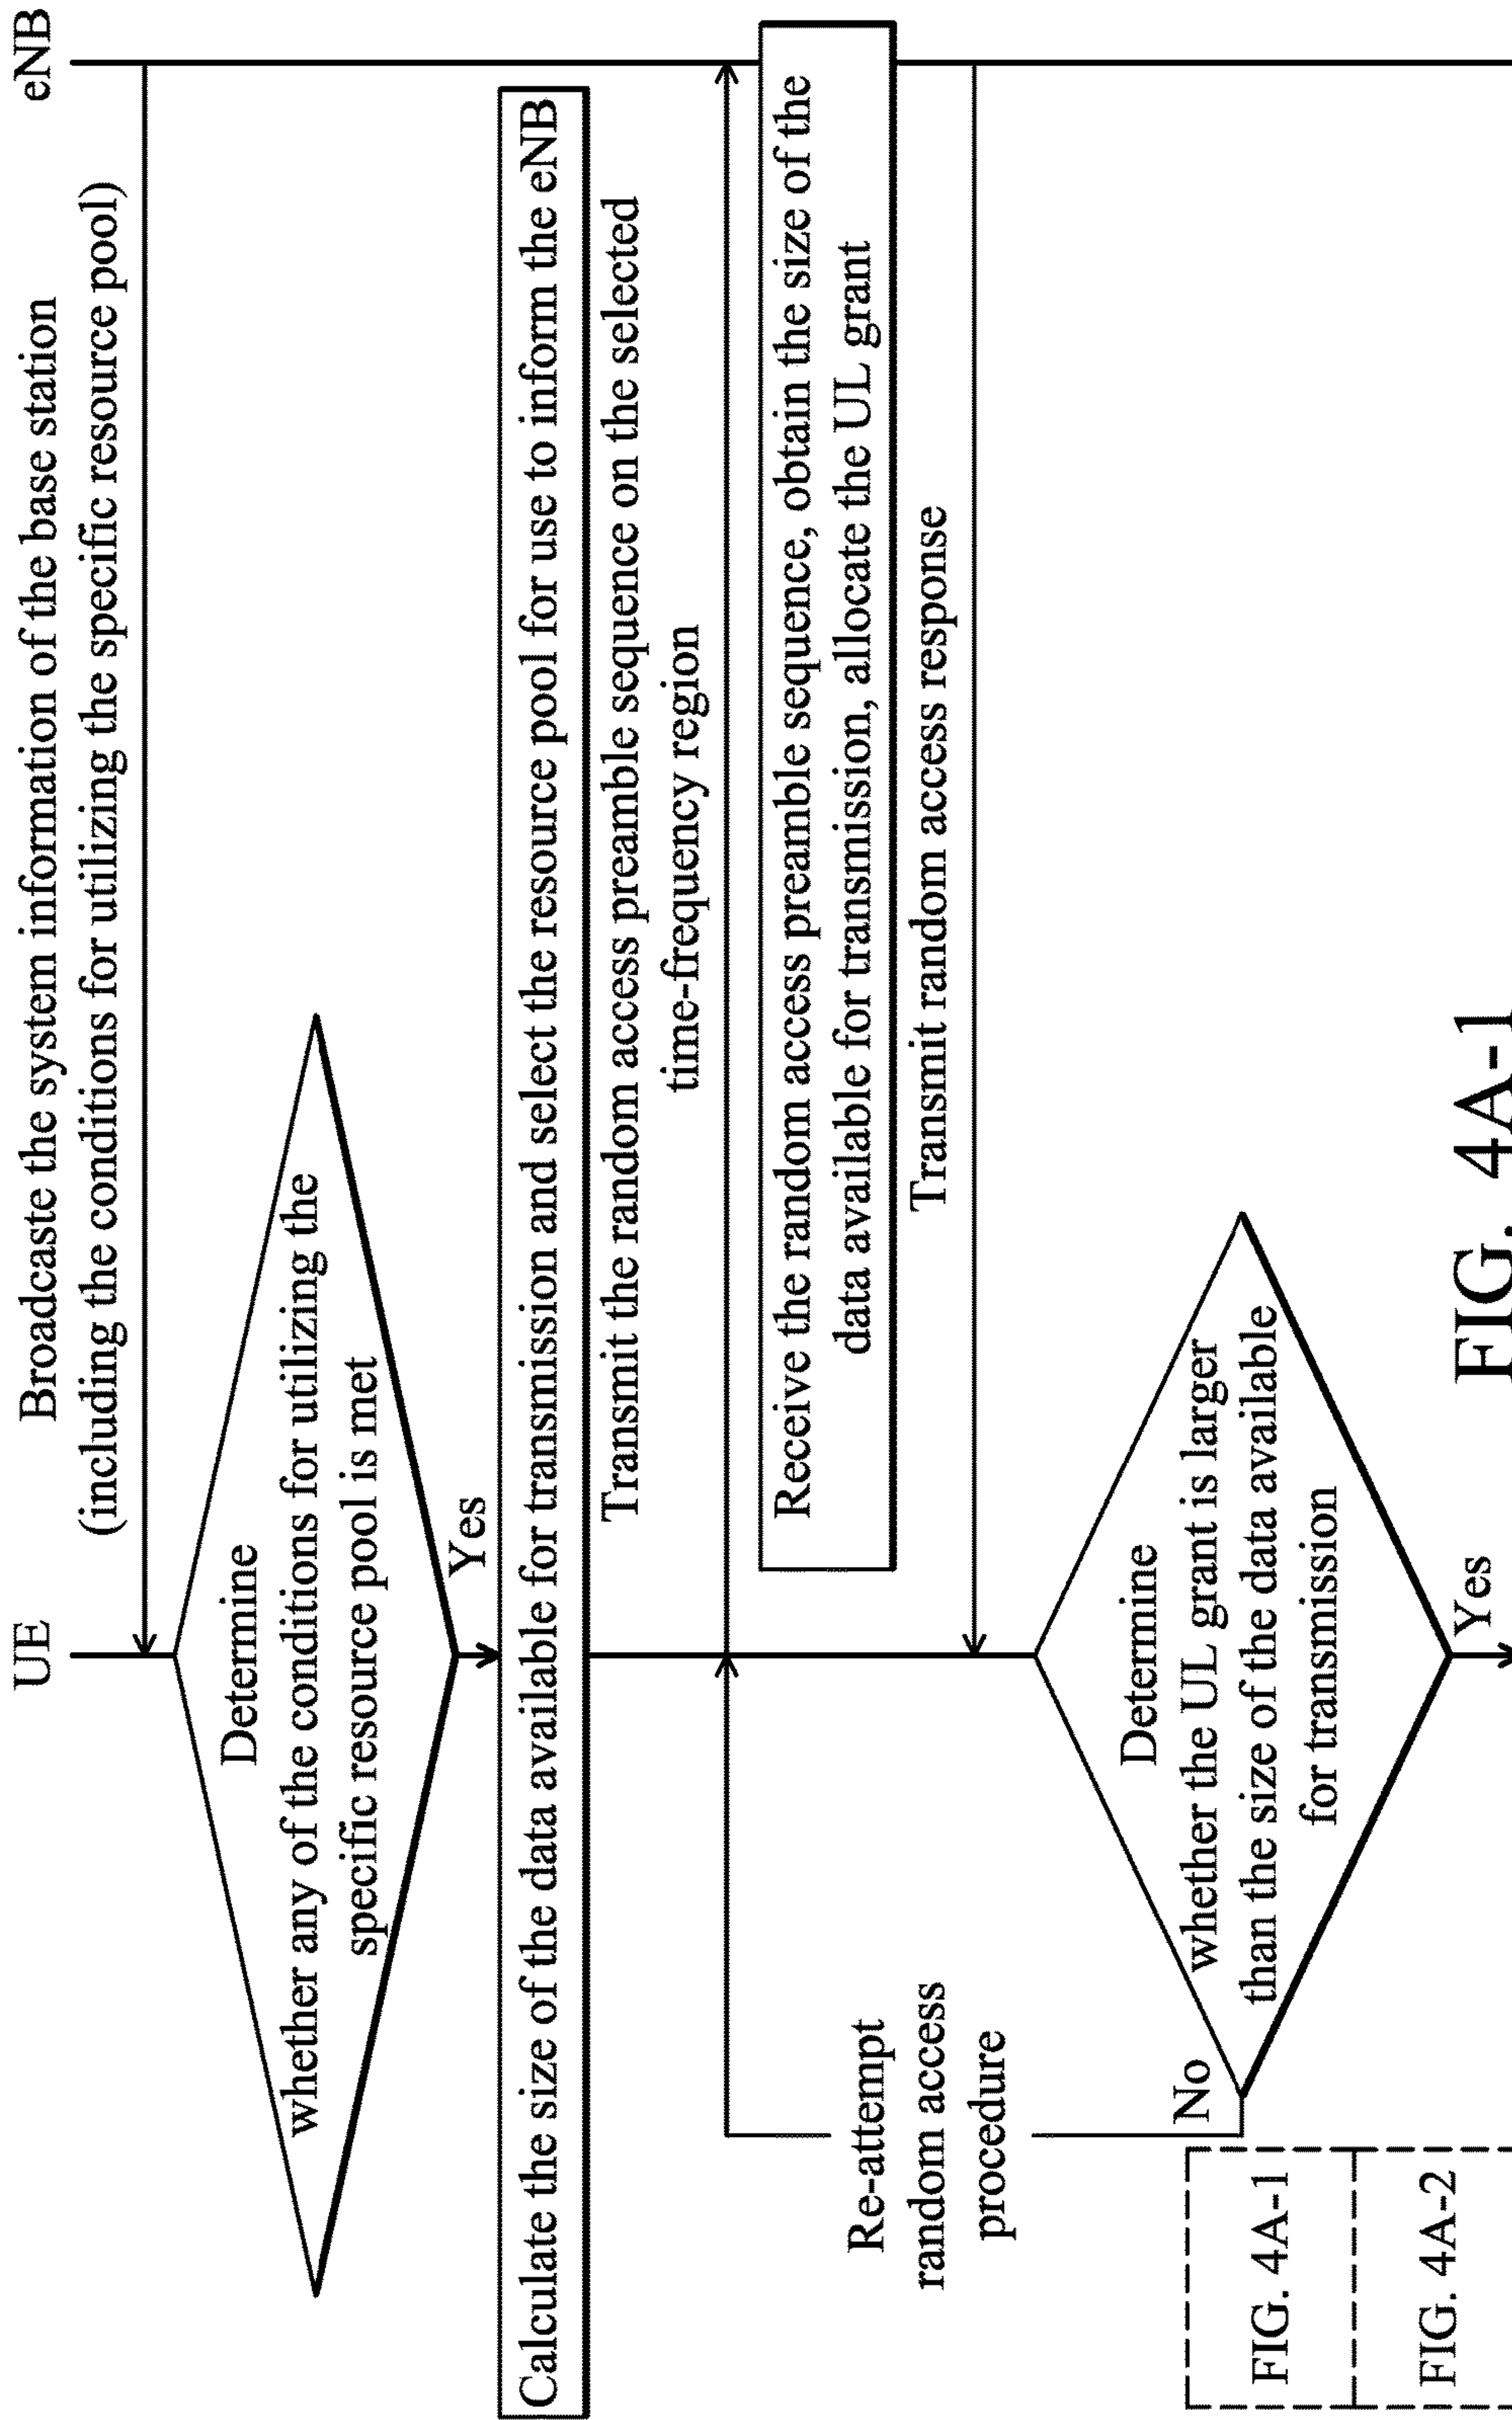 UE
eNB
Broadcaste the system information of the base station
(including the conditions for utilizing the specific resource pool)
Determine
whether any of the conditions for utilizing the
specific resource pool is met
Yes
Calculate the size of the data available for transmission and select the resource pool for use to inform the eNB
Transmit the random access preamble sequence on the selected
time-frequency region
Receive the random access preamble sequence, obtain the size of the
data available for transmission, allocate the UL grant
Transmit random access response
Re-attempt
random access
procedure
Determine
whether the UL grant is larger
than the size of the data available
for transmission
No
Yes
FIG. 4A-1
FIG. 4A-2
FIG. 4A-1